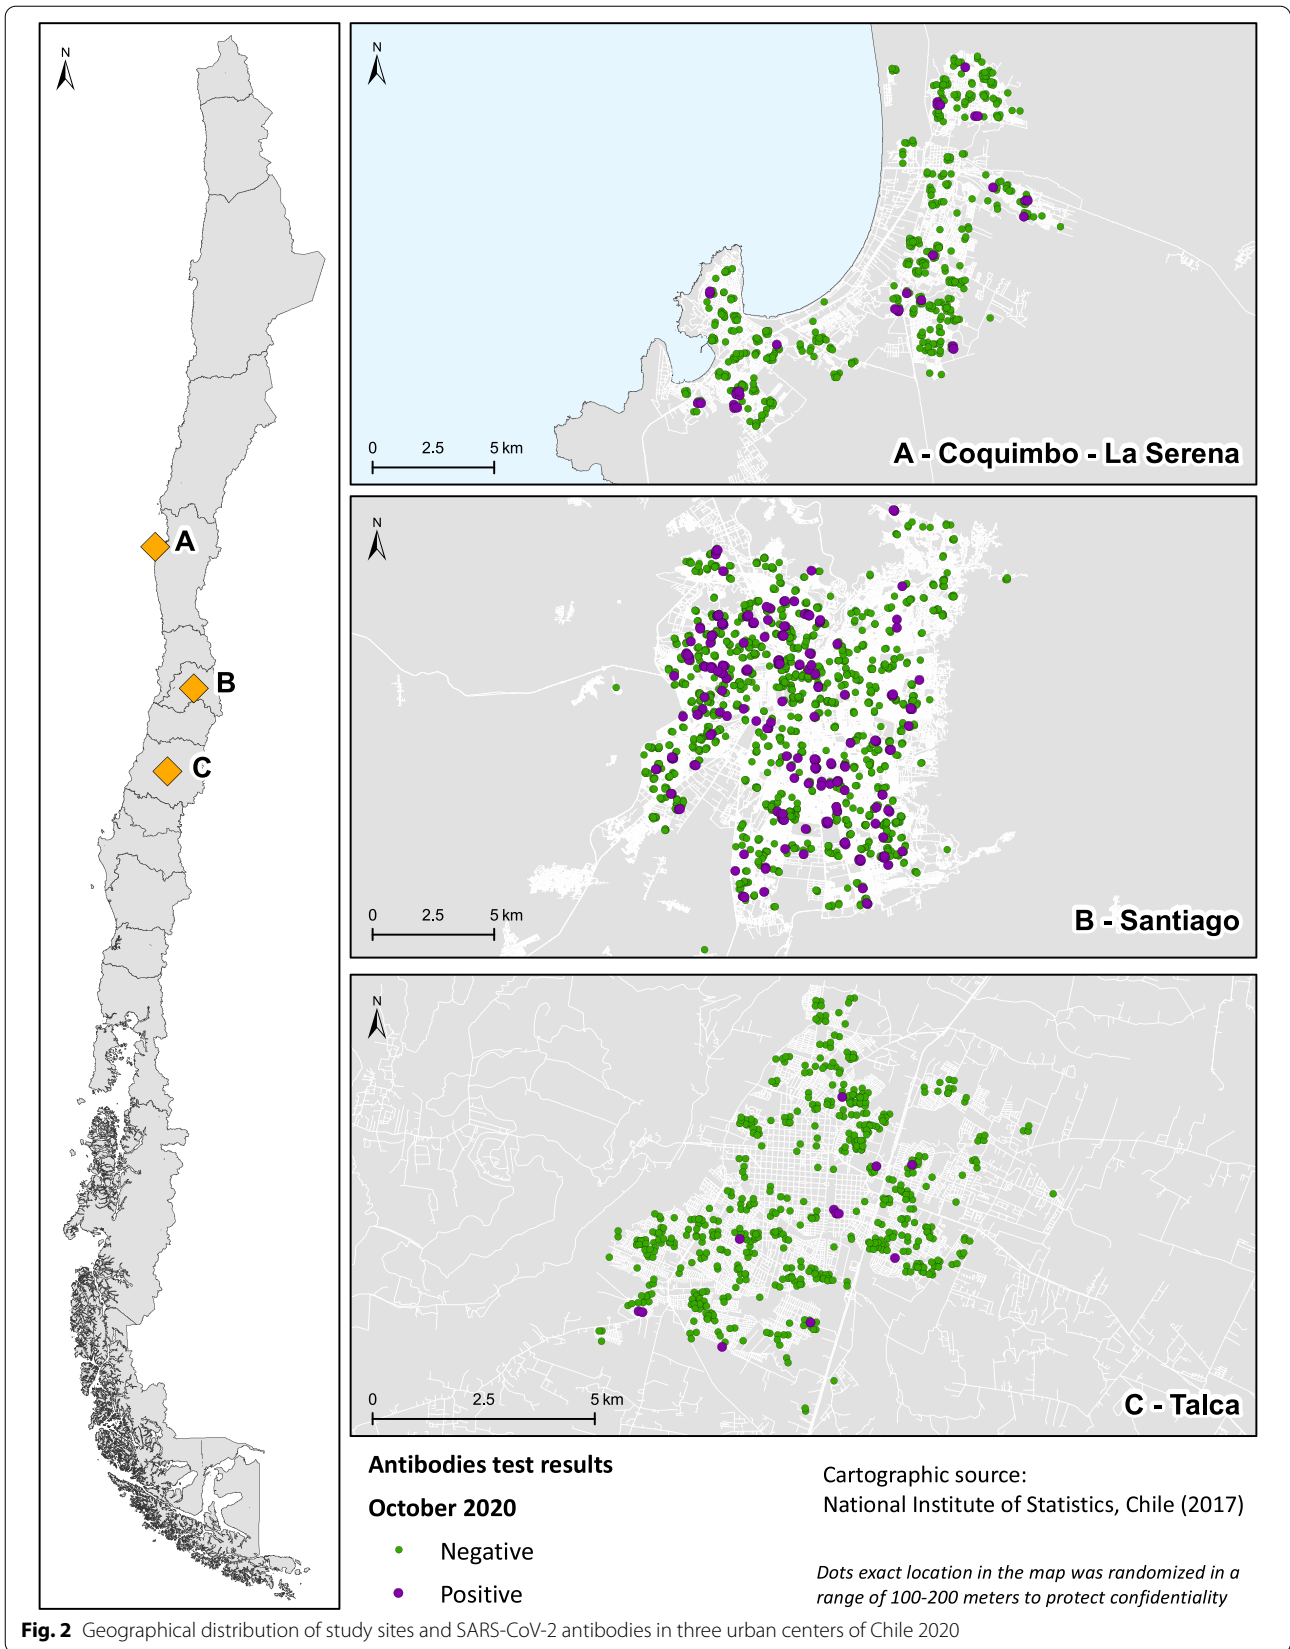 N
A
B
C
N
0 2.5 5 km
A - Coquimbo - La Serena
N
0 2.5 5 km
B - Santiago
N
0 2.5 5 km
C - Talca
Antibodies test results
October 2020
Negative
Positive
Cartographic source:
National Institute of Statistics, Chile (2017)
Dots exact location in the map was randomized in a
range of 100-200 meters to protect confidentiality
Fig. 2 Geographical distribution of study sites and SARS-CoV-2 antibodies in three urban centers of Chile 2020